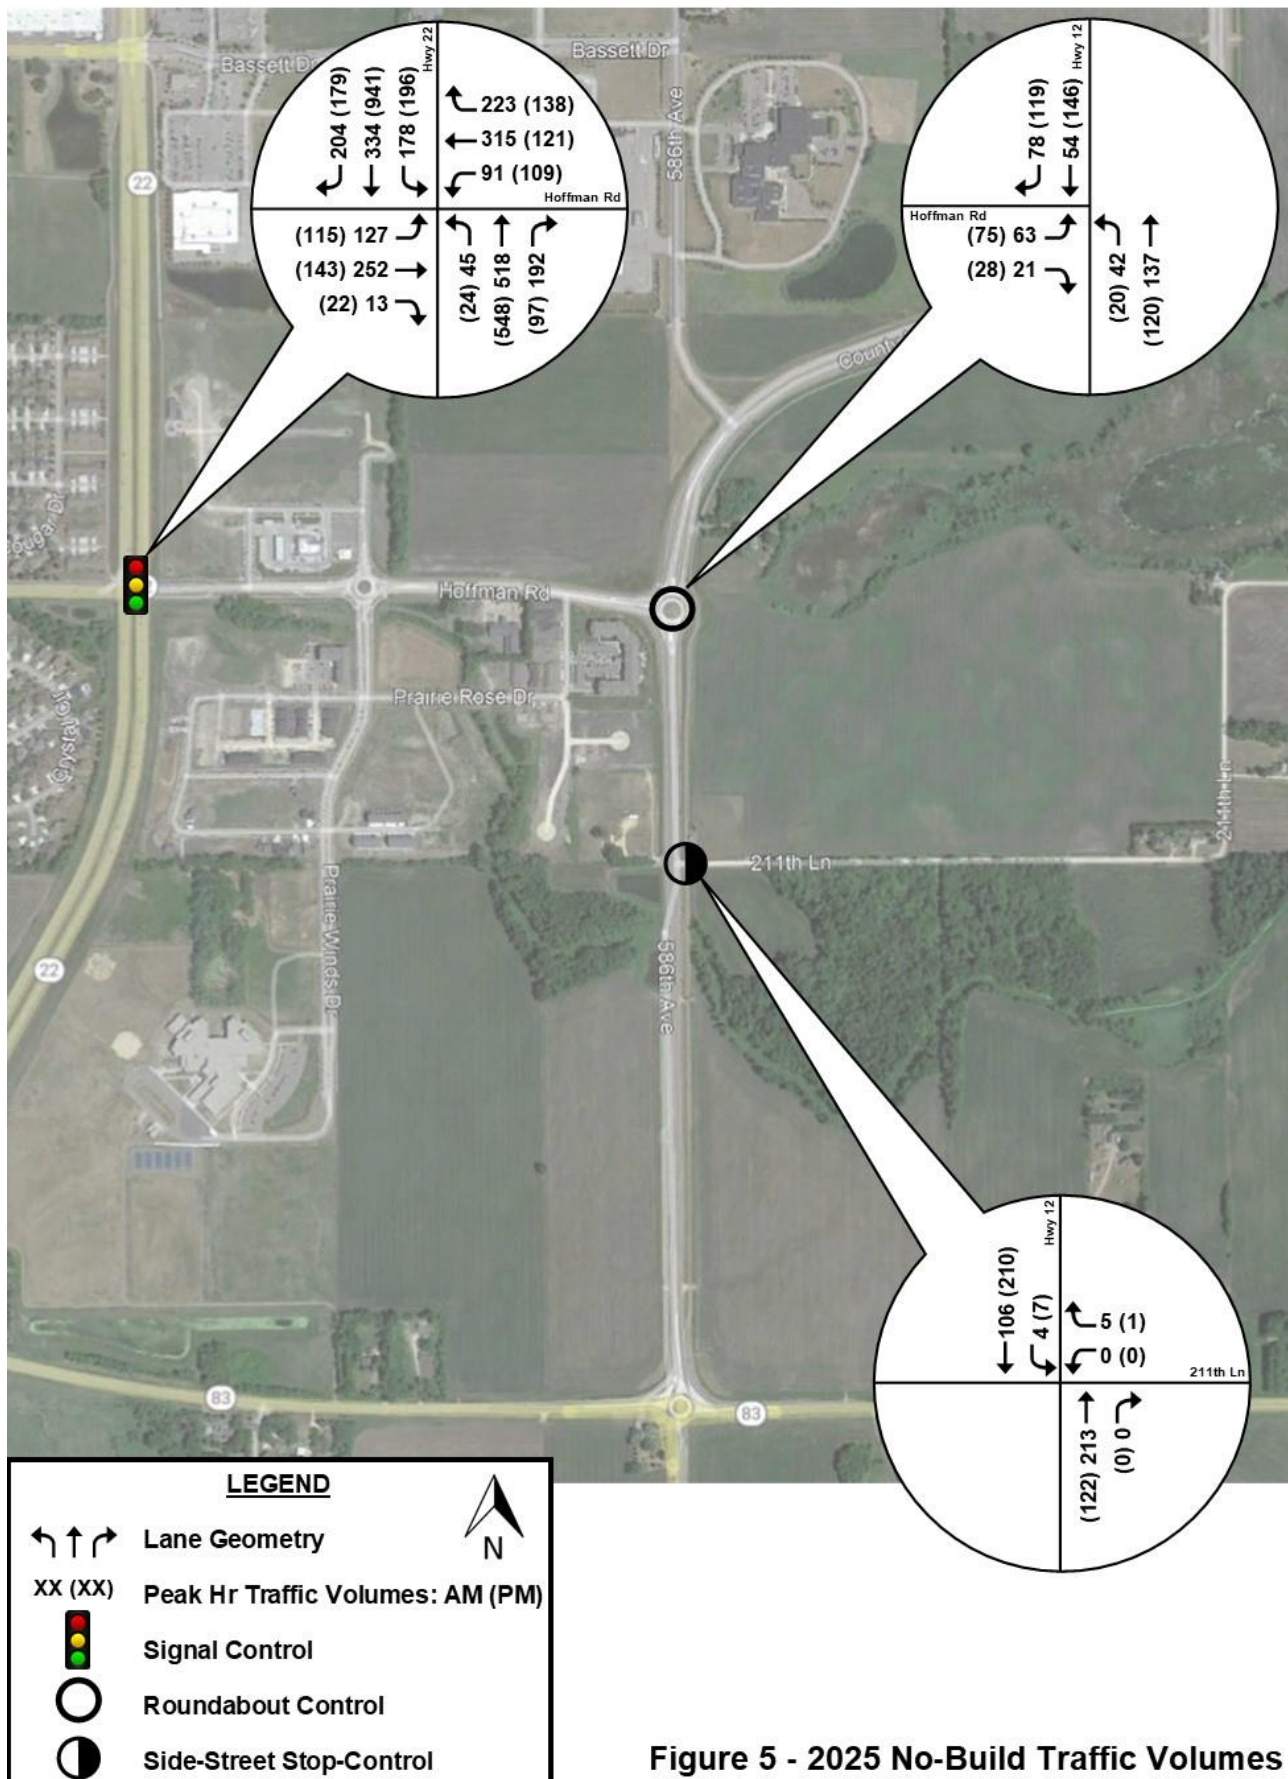 Bassett Dr
Bassett Dr
586th Ave
22
Hwy 22
204 (179)
334 (941)
178 (196)
223 (138)
315 (121)
91 (109)
Hoffman Rd
(115) 127
(143) 252
(22) 13
(24) 45
(548) 518
(97) 192
Hwy 12
78 (119)
54 (146)
Hoffman Rd
(75) 63
(28) 21
(20) 42
(120) 137
Hoffman Rd
Prairie Rose Dr
Crystal Cir
Prairie Winds Dr
211th Ln
211th Ln
586th Ave
22
Hwy 12
106 (210)
4 (7)
5 (1)
0 (0)
211th Ln
(122) 213
(0) 0
83
83
LEGEND
Lane Geometry
N
XX (XX) Peak Hr Traffic Volumes: AM (PM)
Signal Control
Roundabout Control
Side-Street Stop-Control
Figure 5 - 2025 No-Build Traffic Volumes